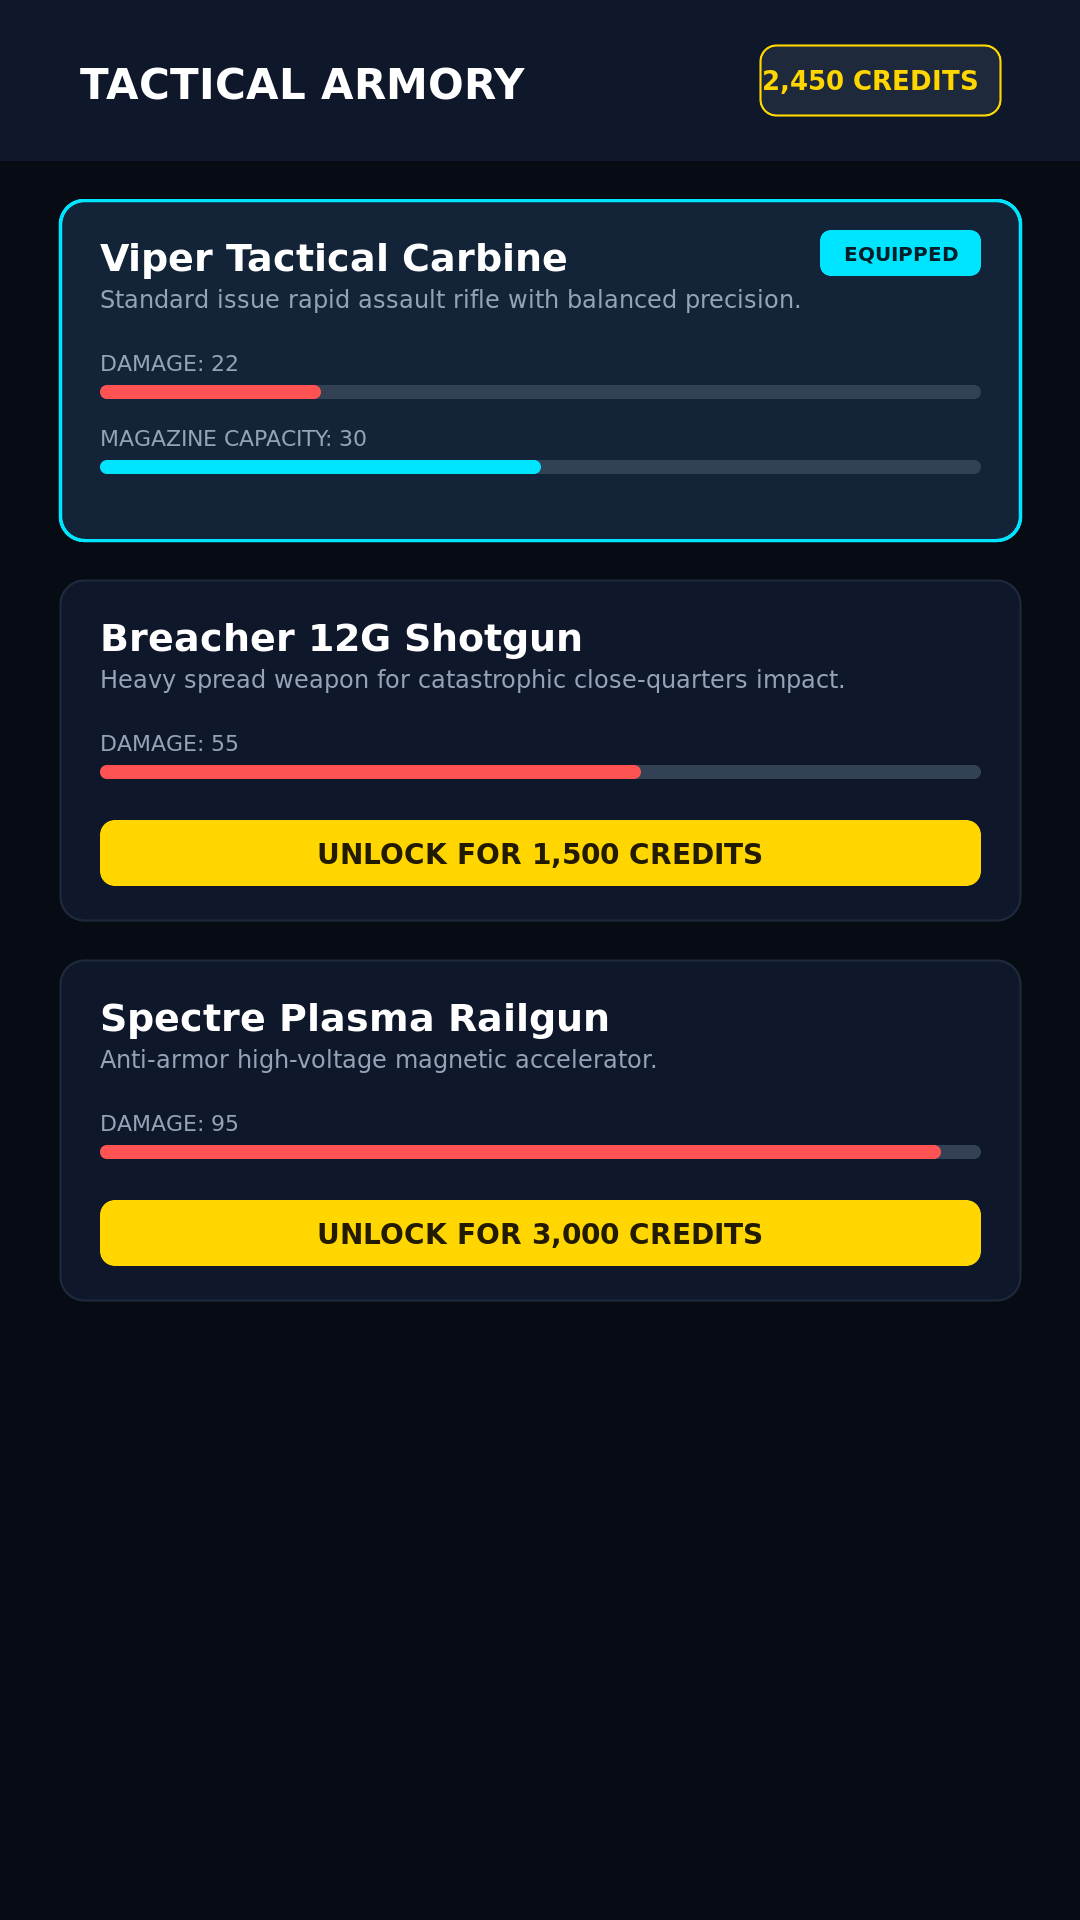 TACTICAL ARMORY
2,450 CREDITS
Viper Tactical Carbine
EQUIPPED
Standard issue rapid assault rifle with balanced precision.
DAMAGE: 22
MAGAZINE CAPACITY: 30
Breacher 12G Shotgun
Heavy spread weapon for catastrophic close-quarters impact.
DAMAGE: 55
UNLOCK FOR 1,500 CREDITS
Spectre Plasma Railgun
Anti-armor high-voltage magnetic accelerator.
DAMAGE: 95
UNLOCK FOR 3,000 CREDITS